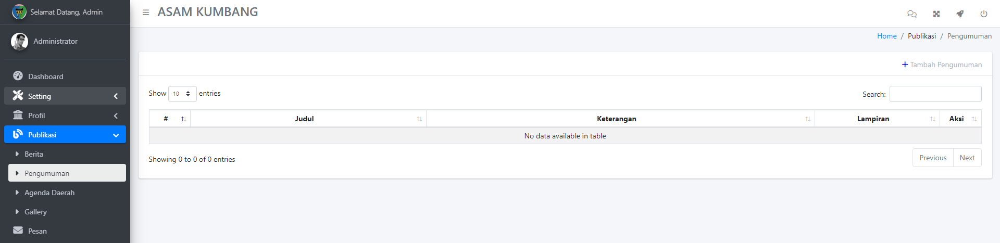 Selamat Datang, Admin
ASAM KUMBANG
Administrator
Home / Publikasi / Pengumuman
Dashboard
Setting
Profil
Publikasi
Berita
Pengumuman
Agenda Daerah
Gallery
Pesan
+ Tambah Pengumuman
Show 10 entries
Search:
# Judul Keterangan Lampiran Aksi
No data available in table
Showing 0 to 0 of 0 entries
Previous Next